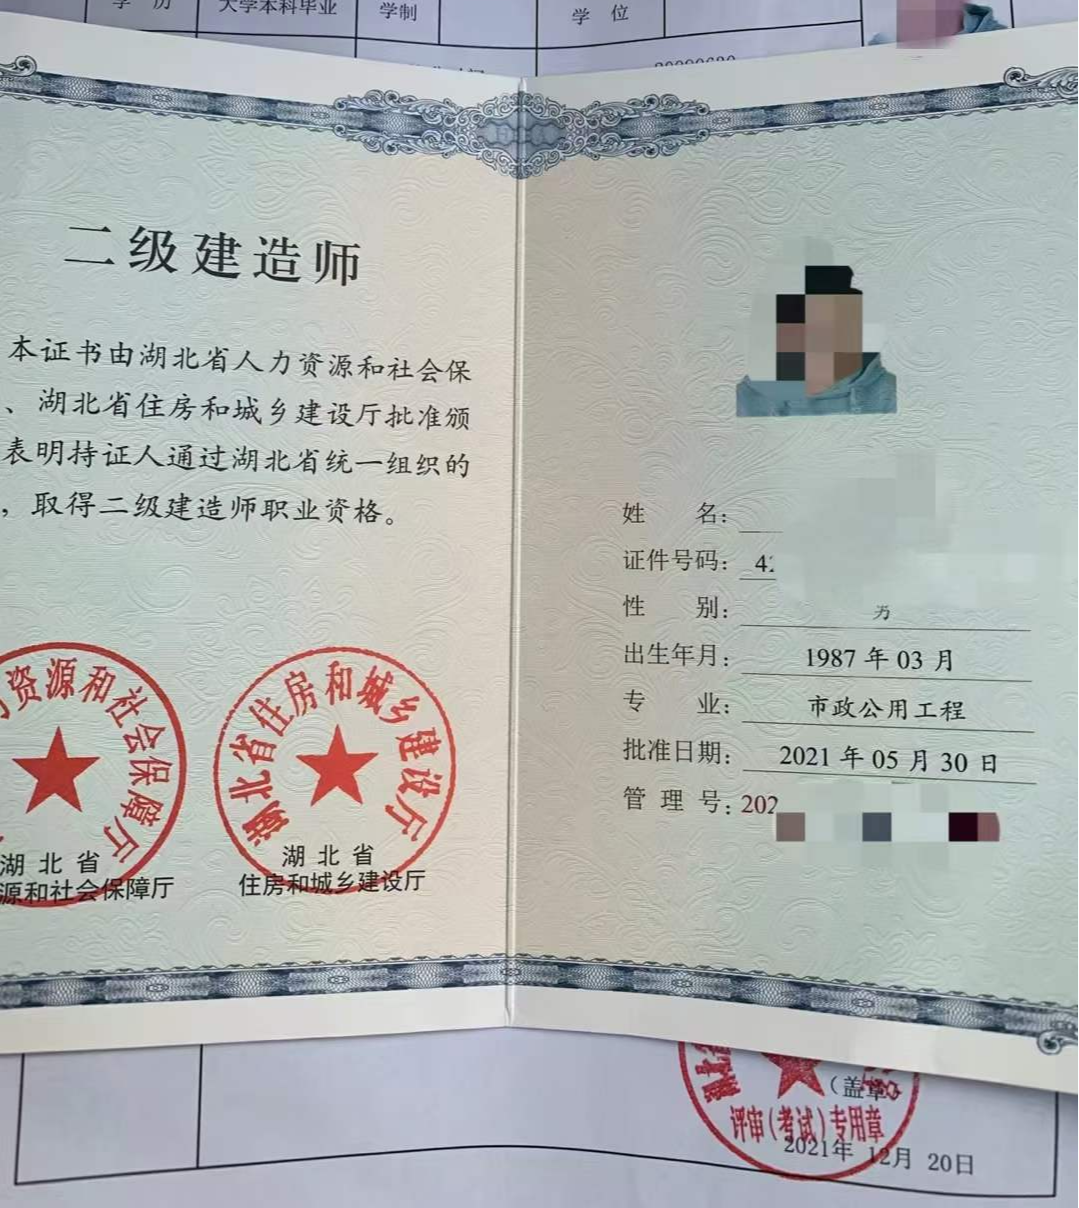 学 历
大学本科毕业
学制
学 位
二级建造师
本证书由湖北省人力资源和社会保
、湖北省住房和城乡建设厅批准颁
表明持证人通过湖北省统一组织的
，取得二级建造师职业资格。
资源和社会保障厅
湖北省住房和城乡建设厅
湖北省
源和社会保障厅
湖北省
住房和城乡建设厅
姓 名：
证件号码：4
性 别：男
出生年月：1987年03月
专 业：市政公用工程
批准日期：2021年05月30日
管 理 号：202
（盖章）
评审（考试）专用章
2021年 12月 20日